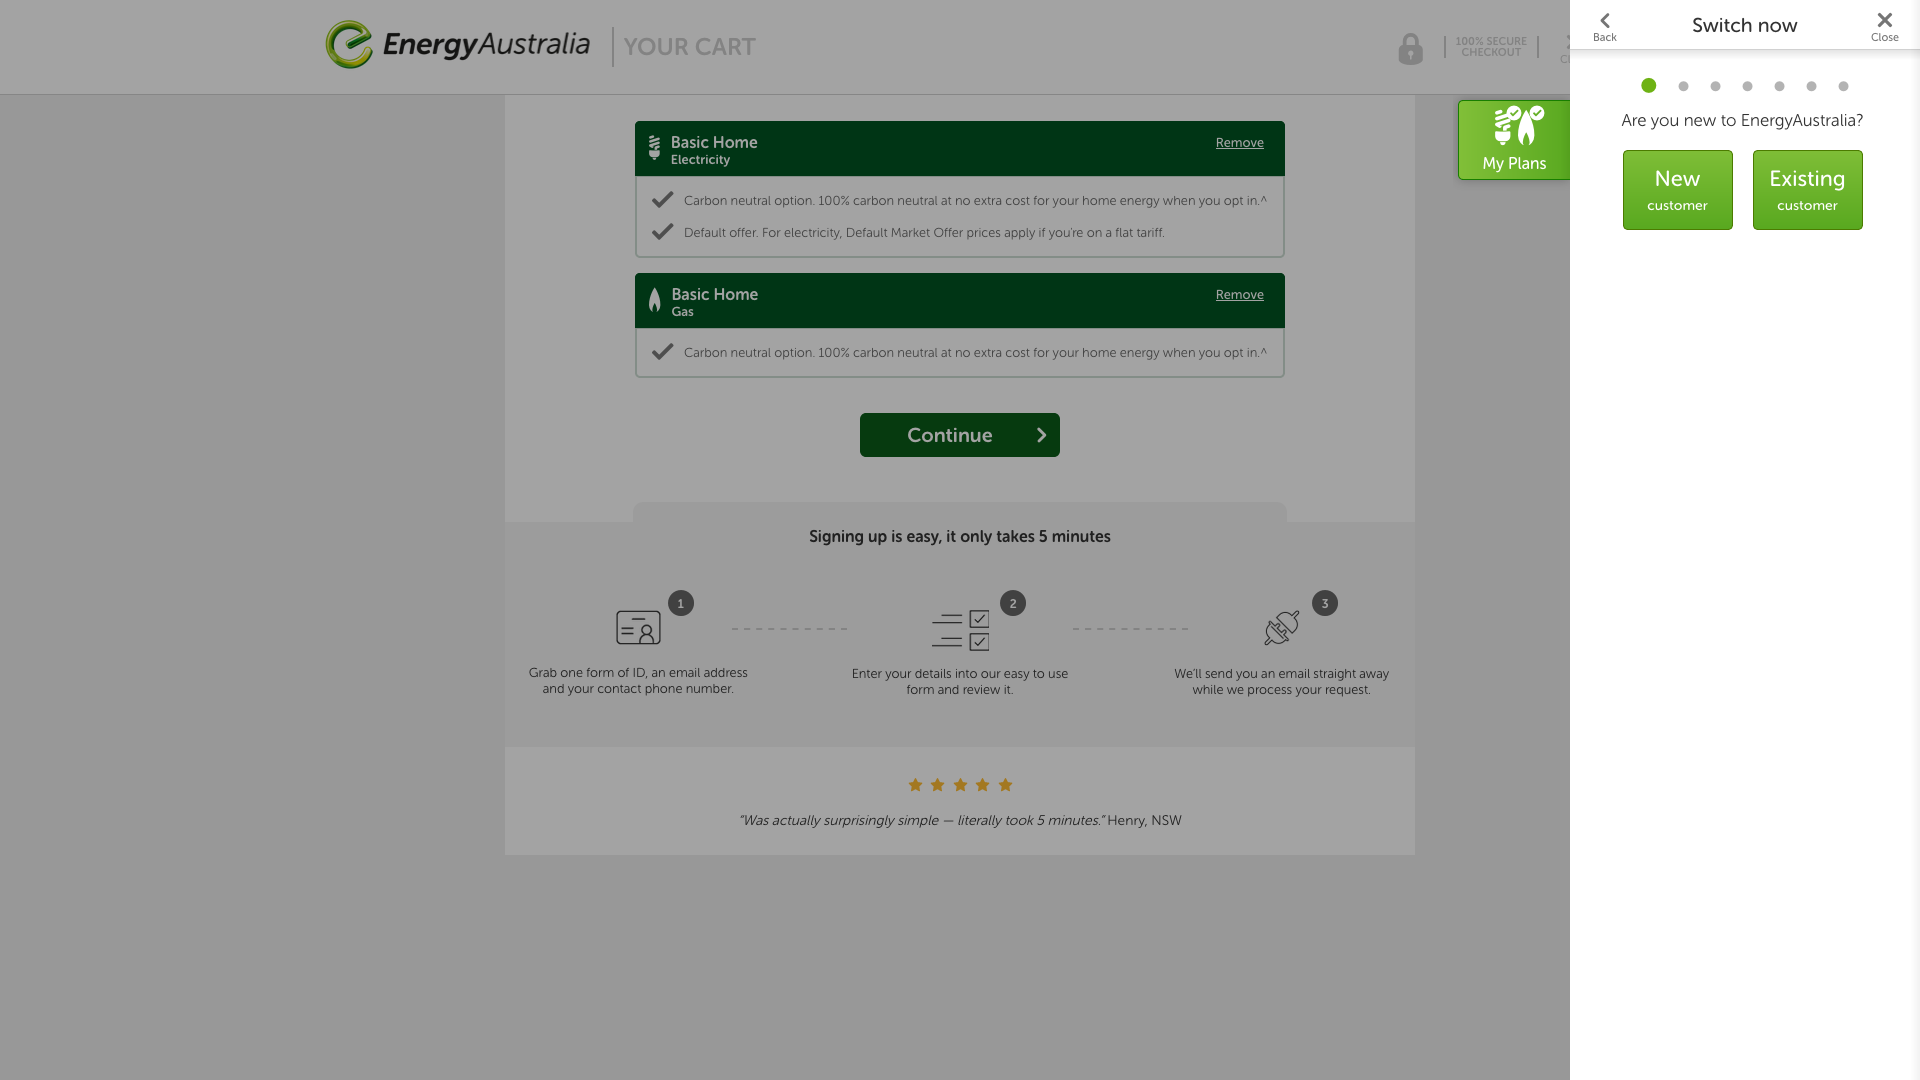 EnergyAustralia
YOUR CART
100% SECURE
CHECKOUT
Back
Switch now
Close
Are you new to EnergyAustralia?
New
customer
Existing
customer
My Plans
Basic Home
Electricity
Remove
Carbon neutral option. 100% carbon neutral at no extra cost for your home energy when you opt in.^
Default offer. For electricity, Default Market Offer prices apply if you're on a flat tariff.
Basic Home
Gas
Remove
Carbon neutral option. 100% carbon neutral at no extra cost for your home energy when you opt in.^
Continue
Signing up is easy, it only takes 5 minutes
1
2
3
Grab one form of ID, an email address
and your contact phone number.
Enter your details into our easy to use
form and review it.
We'll send you an email straight away
while we process your request.
"Was actually surprisingly simple — literally took 5 minutes." Henry, NSW